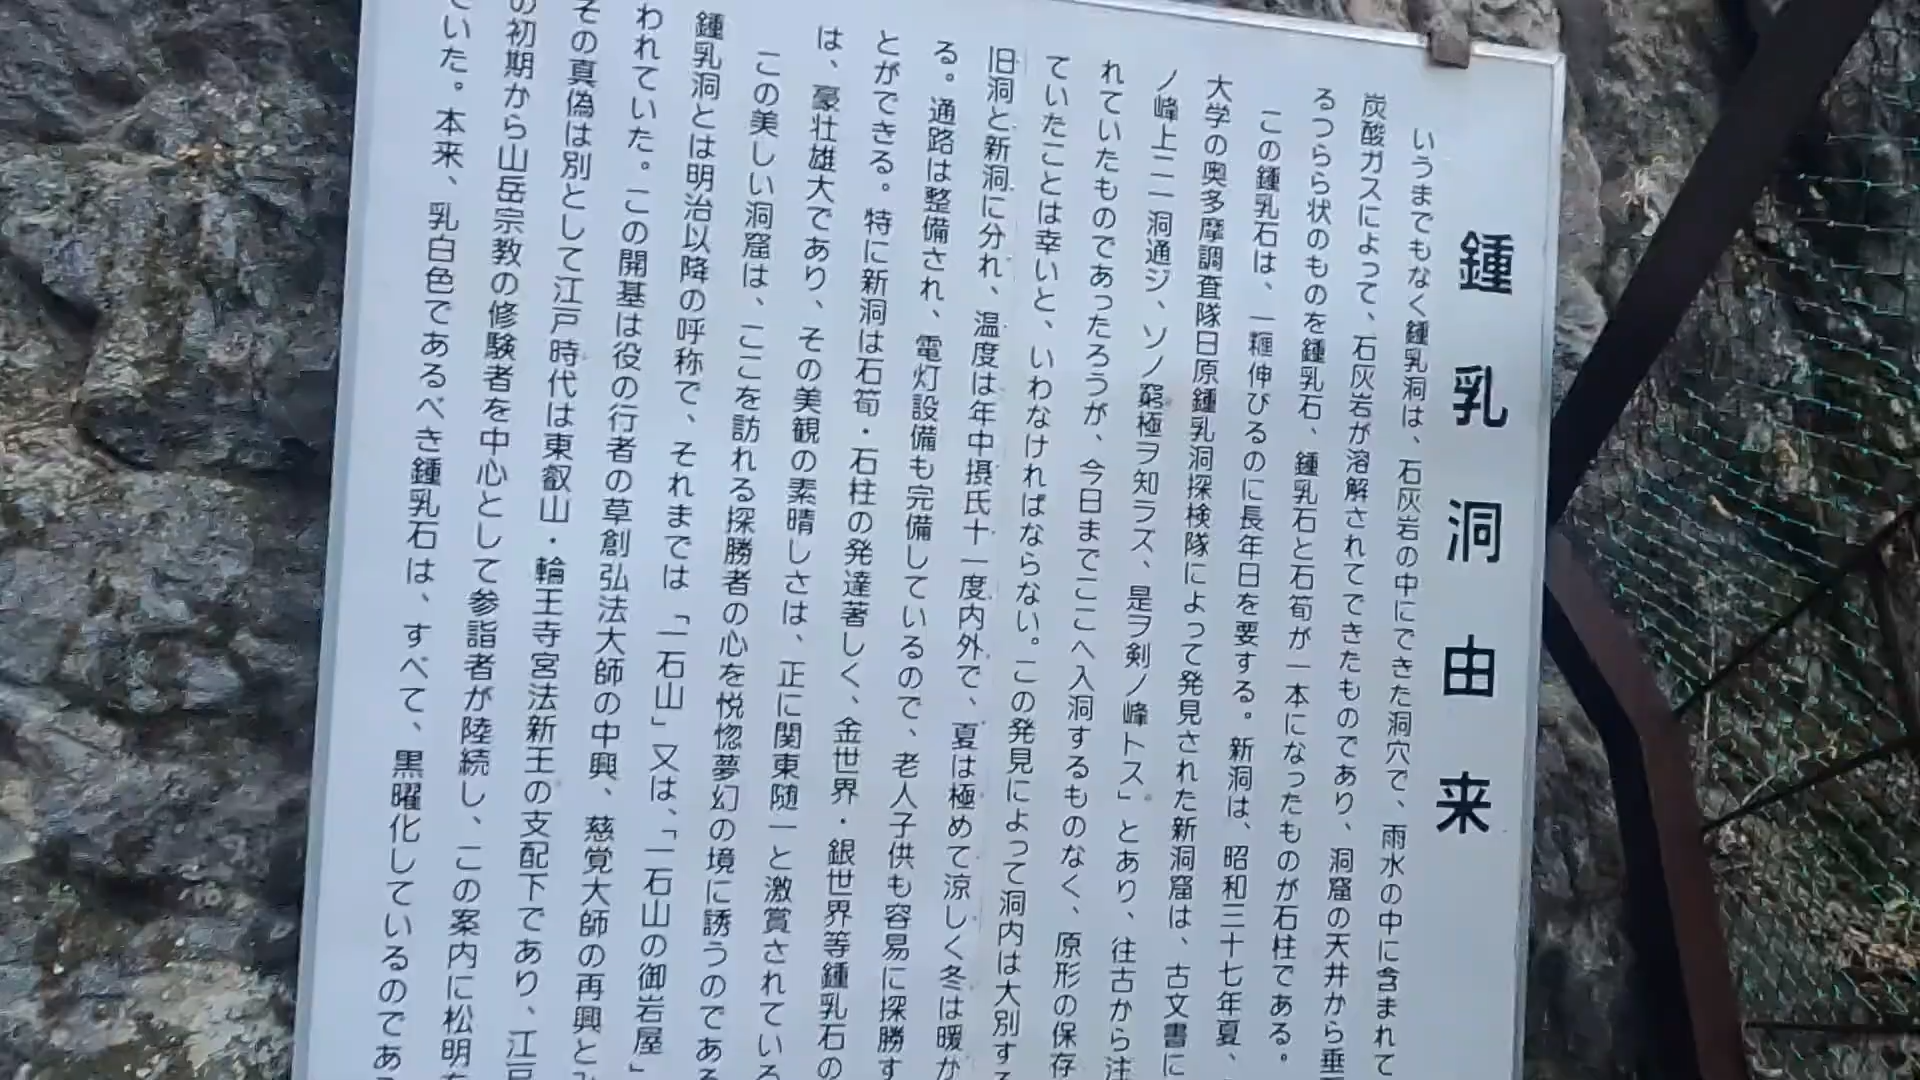 鍾乳洞由来
いうまでもなく鍾乳洞は、石灰岩の中にできた洞穴で、雨水の中に含まれて
炭酸ガスによって、石灰岩が溶解されてできたものであり、洞窟の天井から垂
るつらら状のものを鍾乳石、鍾乳石と石筍が一本になったものが石柱である。
この鍾乳石は、一糎伸びるのに長年日を要する。新洞は、昭和三十七年夏、
大学の奥多摩調査隊日原鍾乳洞探検隊によって発見された新洞窟は、古文書に
ノ峰上ニ一洞通ジ、ソノ窮極ヲ知ラズ、是ヲ剣ノ峰トス」とあり、往古から注
れていたものであったろうが、今日までここへ入洞するものなく、原形の保存
ていたことは幸いと、いわなければならない。この発見によって洞内は大別す
旧洞と新洞に分れ、温度は年中摂氏十一度内外で、夏は極めて涼しく冬は暖か
る。通路は整備され、電灯設備も完備しているので、老人子供も容易に探勝す
とができる。特に新洞は石筍・石柱の発達著しく、金世界・銀世界等鍾乳石の
は、豪壮雄大であり、その美観の素晴しさは、正に関東随一と激賞されている
この美しい洞窟は、ここを訪れる探勝者の心を悦惚夢幻の境に誘うのである
鍾乳洞とは明治以降の呼称で、それまでは「一石山」又は、「一石山の御岩屋」
われていた。この開基は役の行者の草創弘法大師の中興、慈覚大師の再興と
その真偽は別として江戸時代は東叡山・輪王寺宮法新王の支配下であり、江戸
の初期から山岳宗教の修験者を中心として参詣者が陸続し、この案内に松明を
ていた。本来、乳白色であるべき鍾乳石は、すべて、黒曜化しているのであ